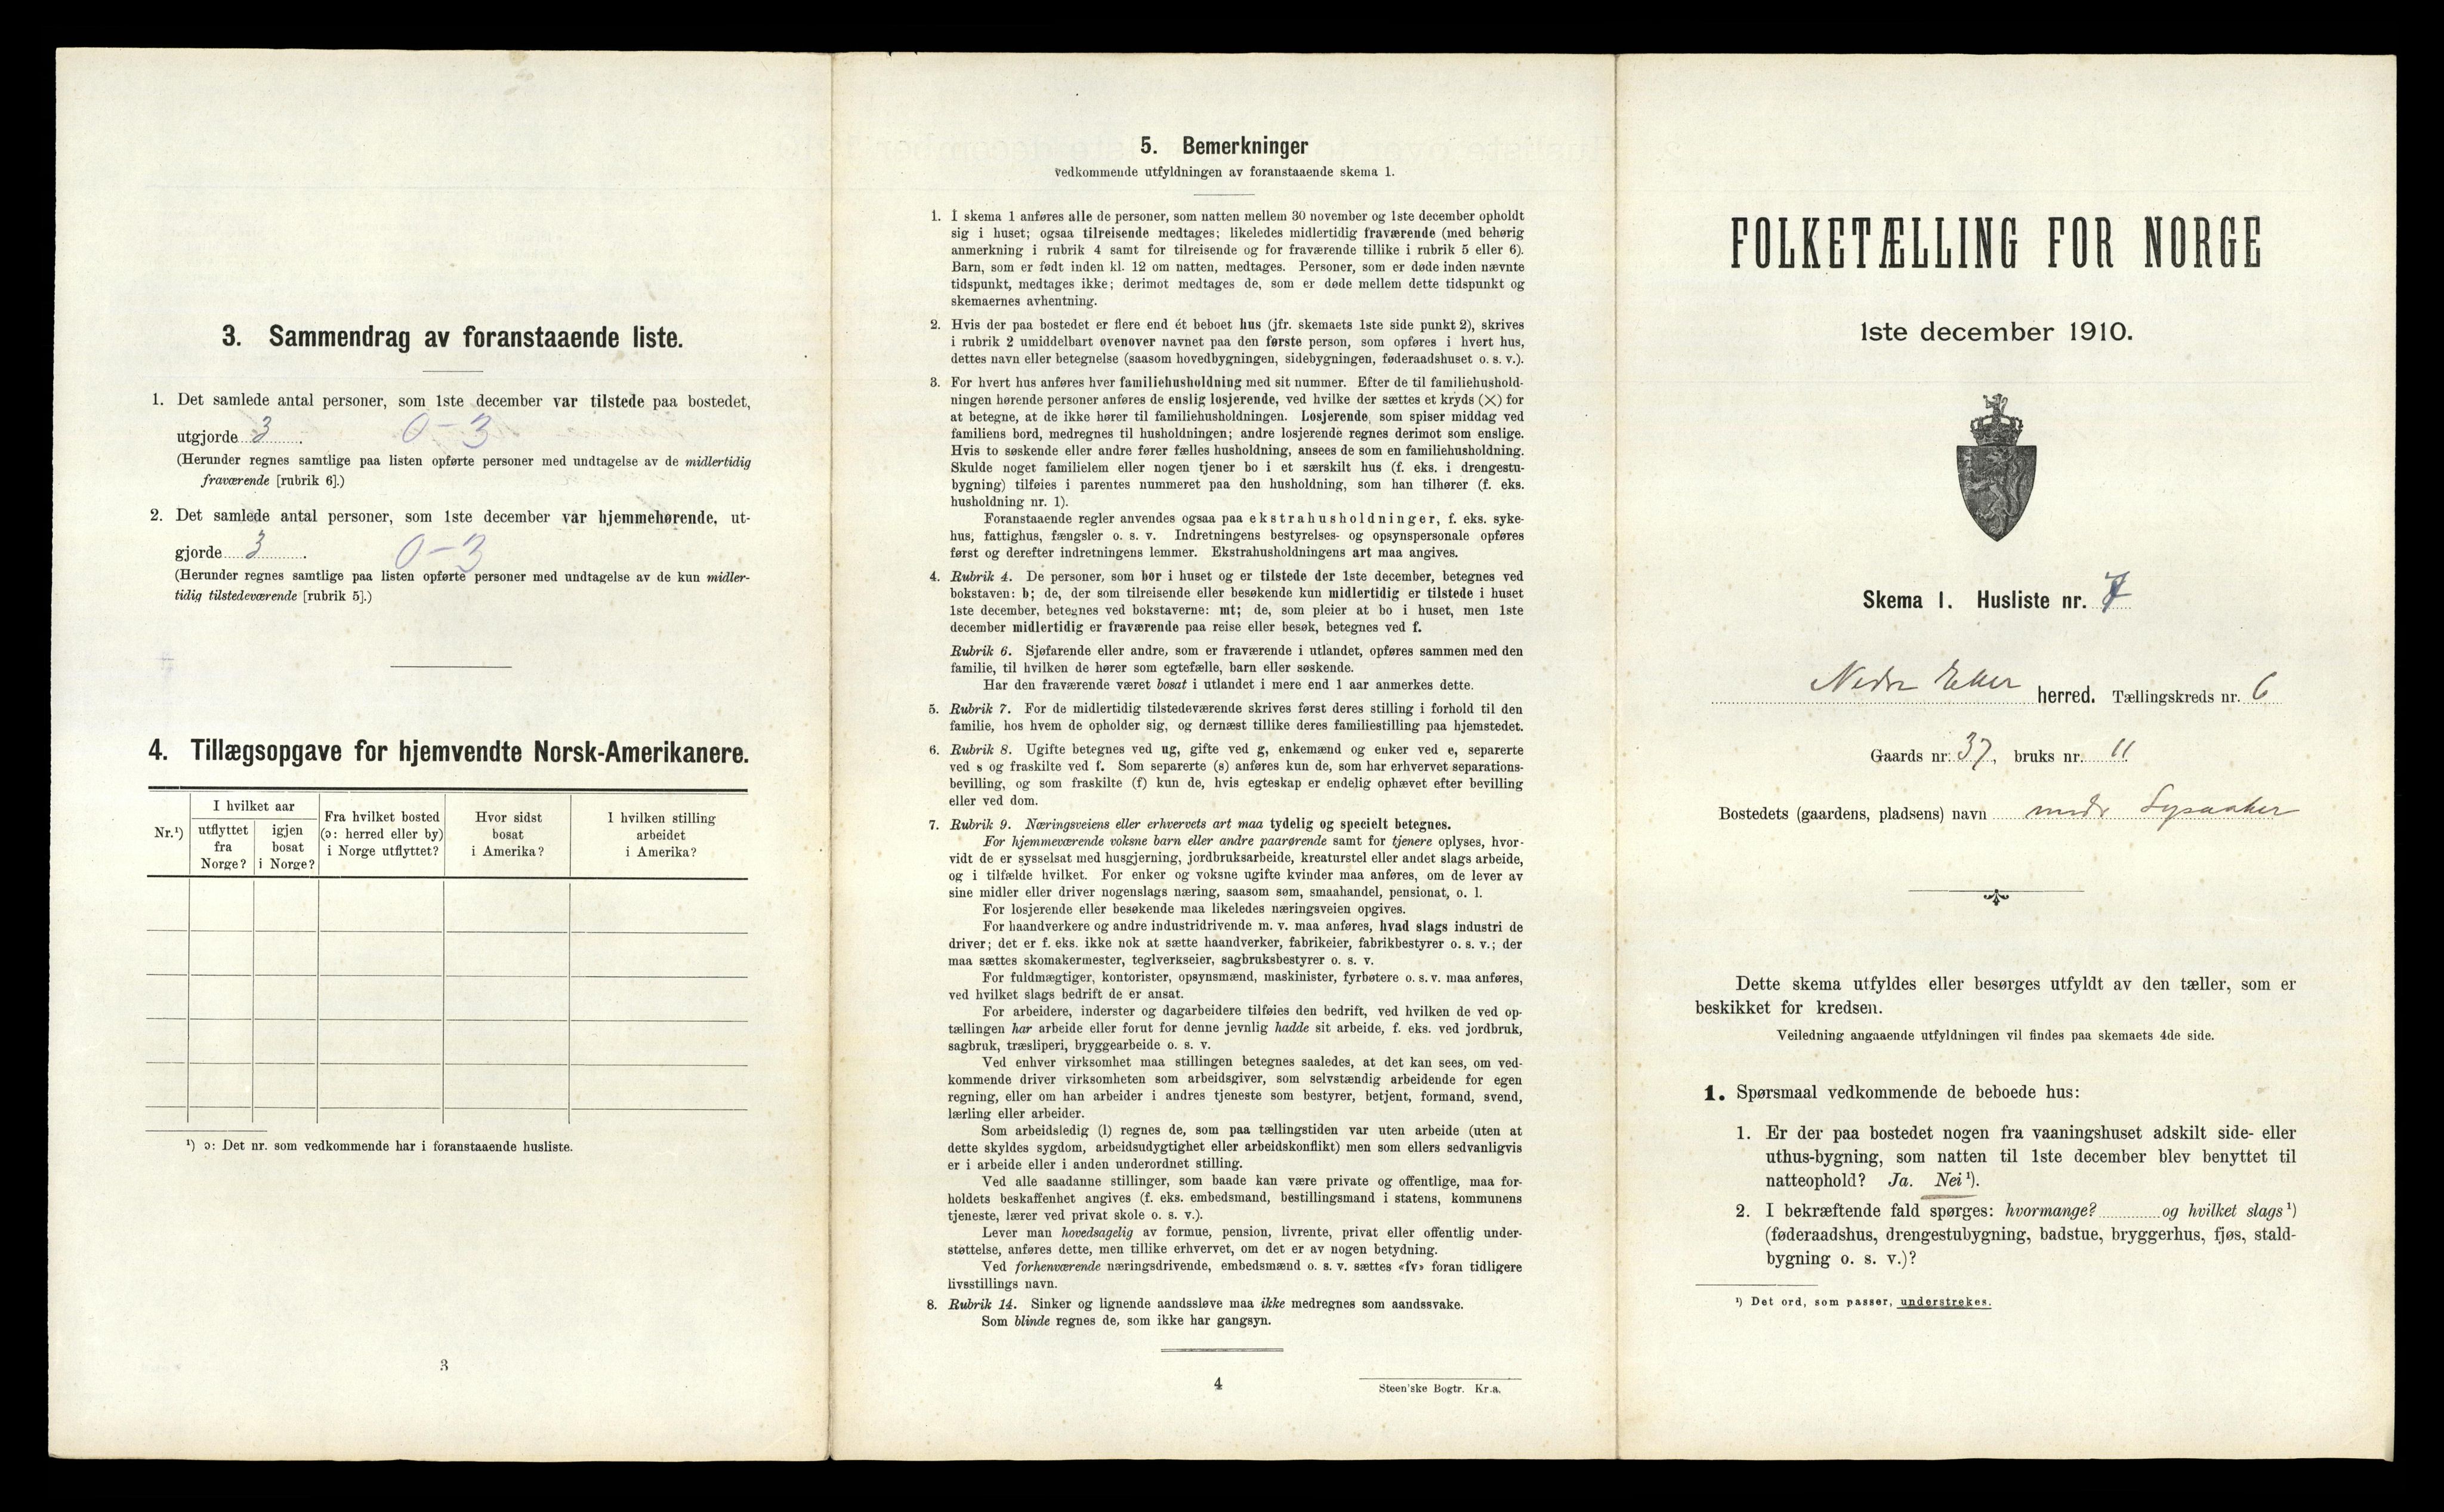 3. Sammendrag av foranstaaende liste.
1. Det samlede antal personer, som 1ste december var tilstede paa bostedet,
utgjorde 3. 0-3
(Herunder regnes samtlige paa listen opførte personer med undtagelse av de midlertidig
fraværende [rubrik 6].)
2. Det samlede antal personer, som 1ste december var hjemmehørende, ut-
gjorde 3. 0-3
(Herunder regnes samtlige paa listen opførte personer med undtagelse av de kun midler-
tidig tilstedeværende [rubrik 5].)
4. Tillægsopgave for hjemvendte Norsk-Amerikanere.
Nr.¹)
I hvilket aar
utflyttet
fra
Norge?
igjen
bosat
i Norge?
Fra hvilket bosted
(ɔ: herred eller by)
i Norge utflyttet?
Hvor sidst
bosat
i Amerika?
I hvilken stilling
arbeidet
i Amerika?
¹) ɔ: Det nr. som vedkommende har i foranstaaende husliste.
3
5. Bemerkninger
vedkommende utfyldningen av foranstaaende skema 1.
1. I skema 1 anføres alle de personer, som natten mellem 30 november og 1ste december opholdt
sig i huset; ogsaa tilreisende medtages; likeledes midlertidig fraværende (med behørig
anmerkning i rubrik 4 samt for tilreisende og for fraværende tillike i rubrik 5 eller 6).
Barn, som er født inden kl. 12 om natten, medtages. Personer, som er døde inden nævnte
tidspunkt, medtages ikke; derimot medtages de, som er døde mellem dette tidspunkt og
skemaernes avhentning.
2. Hvis der paa bostedet er flere end ét beboet hus (jfr. skemaets 1ste side punkt 2), skrives
i rubrik 2 umiddelbart ovenover navnet paa den første person, som opføres i hvert hus,
dettes navn eller betegnelse (saasom hovedbygningen, sidebygningen, føderaadshuset o. s. v.).
3. For hvert hus anføres hver familiehusholdning med sit nummer. Efter de til familiehushold-
ningen hørende personer anføres de enslig losjerende, ved hvilke der sættes et kryds (×) for
at betegne, at de ikke hører til familiehusholdningen. Losjerende, som spiser middag ved
familiens bord, medregnes til husholdningen; andre losjerende regnes derimot som enslige.
Hvis to søskende eller andre fører fælles husholdning, ansees de som en familiehusholdning.
Skulde noget familielem eller nogen tjener bo i et særskilt hus (f. eks. i drengestu-
bygning) tilføies i parentes nummeret paa den husholdning, som han tilhører (f. eks.
husholdning nr. 1).
Foranstaaende regler anvendes ogsaa paa ekstrahusholdninger, f. eks. syke-
hus, fattighus, fængsler o. s. v. Indretningens bestyrelses- og opsynspersonale opføres
først og derefter indretningens lemmer. Ekstrahusholdningens art maa angives.
4. Rubrik 4. De personer, som bor i huset og er tilstede der 1ste december, betegnes ved
bokstaven: b; de, der som tilreisende eller besøkende kun midlertidig er tilstede i huset
1ste december, betegnes ved bokstaverne: mt; de, som pleier at bo i huset, men 1ste
december midlertidig er fraværende paa reise eller besøk, betegnes ved f.
Rubrik 6. Sjøfarende eller andre, som er fraværende i utlandet, opføres sammen med den
familie, til hvilken de hører som egtefælle, barn eller søskende.
Har den fraværende været bosat i utlandet i mere end 1 aar anmerkes dette.
5. Rubrik 7. For de midlertidig tilstedeværende skrives først deres stilling i forhold til den
familie, hos hvem de opholder sig, og dernæst tillike deres familiestilling paa hjemstedet.
6. Rubrik 8. Ugifte betegnes ved ug, gifte ved g, enkemænd og enker ved e, separerte
ved s og fraskilte ved f. Som separerte (s) anføres kun de, som har erhvervet separations-
bevilling, og som fraskilte (f) kun de, hvis egteskap er endelig ophævet efter bevilling
eller ved dom.
7. Rubrik 9. Næringsveiens eller erhvervets art maa tydelig og specielt betegnes.
For hjemmeværende voksne barn eller andre paarørende samt for tjenere oplyses, hvor-
vidt de er sysselsat med husgjerning, jordbruksarbeide, kreaturstel eller andet slags arbeide,
og i tilfælde hvilket. For enker og voksne ugifte kvinder maa anføres, om de lever av
sine midler eller driver nogenslags næring, saasom søm, smaahandel, pensionat, o. l.
For losjerende eller besøkende maa likeledes næringsveien opgives.
For haandverkere og andre industridrivende m. v. maa anføres, hvad slags industri de
driver; det er f. eks. ikke nok at sætte haandverker, fabrikeier, fabrikbestyrer o. s. v.; der
maa sættes skomakermester, teglverkseier, sagbruksbestyrer o. s. v.
For fuldmægtiger, kontorister, opsynsmænd, maskinister, fyrbøtere o. s. v. maa anføres,
ved hvilket slags bedrift de er ansat.
For arbeidere, inderster og dagarbeidere tilføies den bedrift, ved hvilken de ved op-
tællingen har arbeide eller forut for denne jevnlig hadde sit arbeide, f. eks. ved jordbruk,
sagbruk, træsliperi, bryggearbeide o. s. v.
Ved enhver virksomhet maa stillingen betegnes saaledes, at det kan sees, om ved-
kommende driver virksomheten som arbeidsgiver, som selvstændig arbeidende for egen
regning, eller om han arbeider i andres tjeneste som bestyrer, betjent, formand, svend,
lærling eller arbeider.
Som arbeidsledig (l) regnes de, som paa tællingstiden var uten arbeide (uten at
dette skyldes sygdom, arbeidsudygtighet eller arbeidskonflikt) men som ellers sedvanligvis
er i arbeide eller i anden underordnet stilling.
Ved alle saadanne stillinger, som baade kan være private og offentlige, maa for-
holdets beskaffenhet angives (f. eks. embedsmand, bestillingsmand i statens, kommunens
tjeneste, lærer ved privat skole o. s. v.).
Lever man hovedsagelig av formue, pension, livrente, privat eller offentlig under-
støttelse, anføres dette, men tillike erhvervet, om det er av nogen betydning.
Ved forhenværende næringsdrivende, embedsmænd o. s. v. sættes «fv» foran tidligere
livsstillings navn.
8. Rubrik 14. Sinker og lignende aandssløve maa ikke medregnes som aandssvake.
Som blinde regnes de, som ikke har gangsyn.
4
Steen'ske Bogtr. Kr.a.
FOLKETÆLLING FOR NORGE
1ste december 1910.
Skema 1. Husliste nr. 7
Nedre Eker herred. Tællingskreds nr. 6
Gaards nr. 37, bruks nr. 11
Bostedets (gaardens, pladsens) navn nedr Lysaaker
Dette skema utfyldes eller besørges utfyldt av den tæller, som er
beskikket for kredsen.
Veiledning angaaende utfyldningen vil findes paa skemaets 4de side.
1. Spørsmaal vedkommende de beboede hus:
1. Er der paa bostedet nogen fra vaaningshuset adskilt side- eller
uthus-bygning, som natten til 1ste december blev benyttet til
natteophold? Ja. Nei ¹).
2. I bekræftende fald spørges: hvormange? og hvilket slags ¹)
(føderaadshus, drengestubygning, badstue, bryggerhus, fjøs, stald-
bygning o. s. v.)?
¹) Det ord, som passer, understrekes.